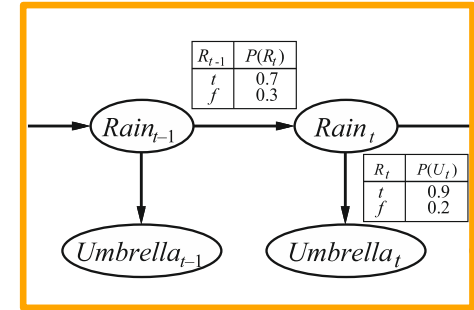 R_{t-1} P(R_t)
t 0.7
f 0.3
Rain_{t–1}
Rain_t
R_t P(U_t)
t 0.9
f 0.2
Umbrella_{t–1}
Umbrella_t